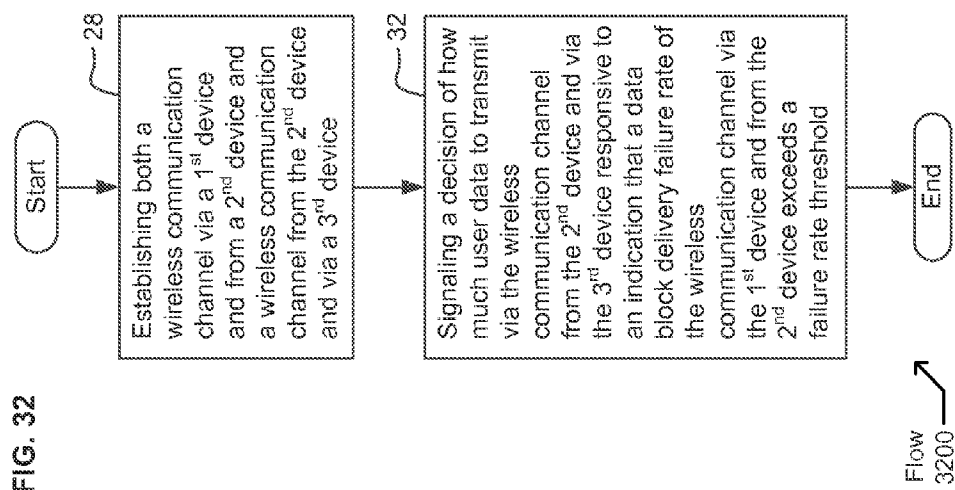 FIG. 32
Start
28
Establishing both a
wireless communication
channel via a 1st device
and from a 2nd device and
a wireless communication
channel from the 2nd device
and via a 3rd device
32
Signaling a decision of how
much user data to transmit
via the wireless
communication channel
from the 2nd device and via
the 3rd device responsive to
an indication that a data
block delivery failure rate of
the wireless
communication channel via
the 1st device and from the
2nd device exceeds a
failure rate threshold
End
Flow
3200